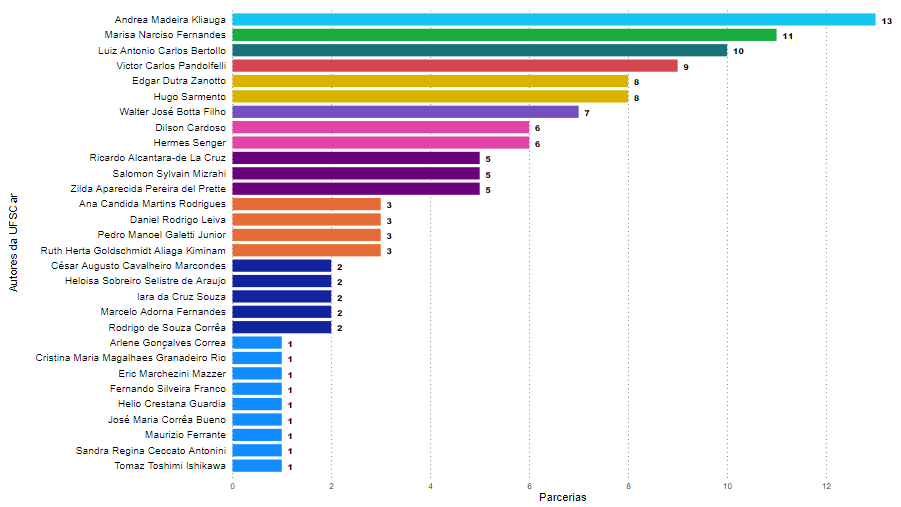 Andrea Madeira Kliauga 13
Marisa Narciso Fernandes 11
Luiz Antonio Carlos Bertollo 10
Victor Carlos Pandolfelli 9
Edgar Dutra Zanotto 8
Hugo Sarmento 8
Walter José Botta Filho 7
Dilson Cardoso 6
Hermes Senger 6
Ricardo Alcantara-de La Cruz 5
Salomon Sylvain Mizrahi 5
Zilda Aparecida Pereira del Prette 5
Ana Candida Martins Rodrigues 3
Daniel Rodrigo Leiva 3
Pedro Manoel Galetti Junior 3
Ruth Herta Goldschmidt Aliaga Kiminam 3
César Augusto Cavalheiro Marcondes 2
Heloisa Sobreiro Selistre de Araujo 2
Iara da Cruz Souza 2
Marcelo Adorna Fernandes 2
Rodrigo de Souza Corrêa 2
Arlene Gonçalves Correa 1
Cristina Maria Magalhaes Granadeiro Rio 1
Eric Marchezini Mazzer 1
Fernando Silveira Franco 1
Helio Crestana Guardia 1
José Maria Corrêa Bueno 1
Maurizio Ferrante 1
Sandra Regina Ceccato Antonini 1
Tomaz Toshimi Ishikawa 1
0 2 4 6 8 10 12
Parcerias
Autores da UFSCar